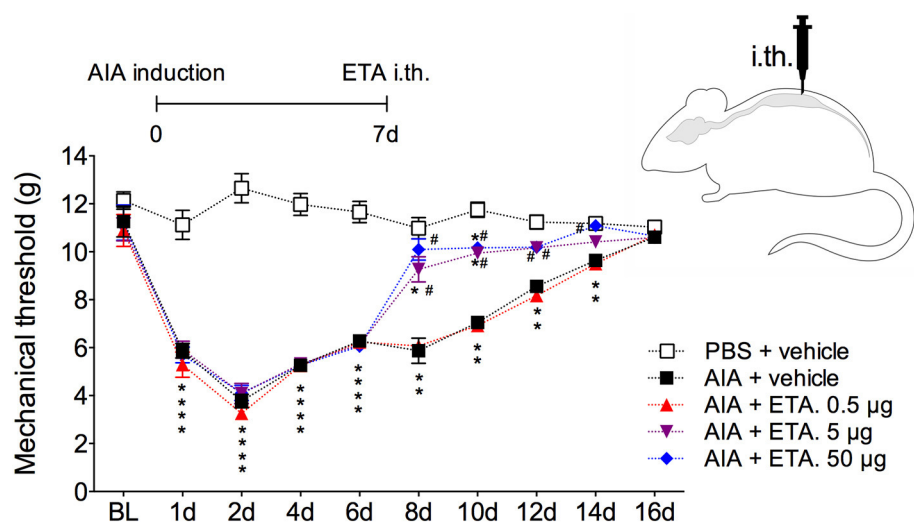 AIA induction
ETA i.th.
0
7d
i.th.
Mechanical threshold (g)
14
12
10
8
6
4
2
0
*#
#
*#
* #
# #
#
* * * *
* * * *
* * * *
* * * *
* *
* *
* *
* *
BL 1d 2d 4d 6d 8d 10d 12d 14d 16d
PBS + vehicle
AIA + vehicle
AIA + ETA. 0.5 µg
AIA + ETA. 5 µg
AIA + ETA. 50 µg